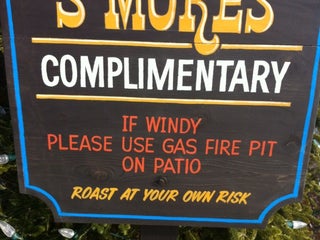 S'MORES
COMPLIMENTARY
IF WINDY
PLEASE USE GAS FIRE PIT
ON PATIO
ROAST AT YOUR OWN RISK